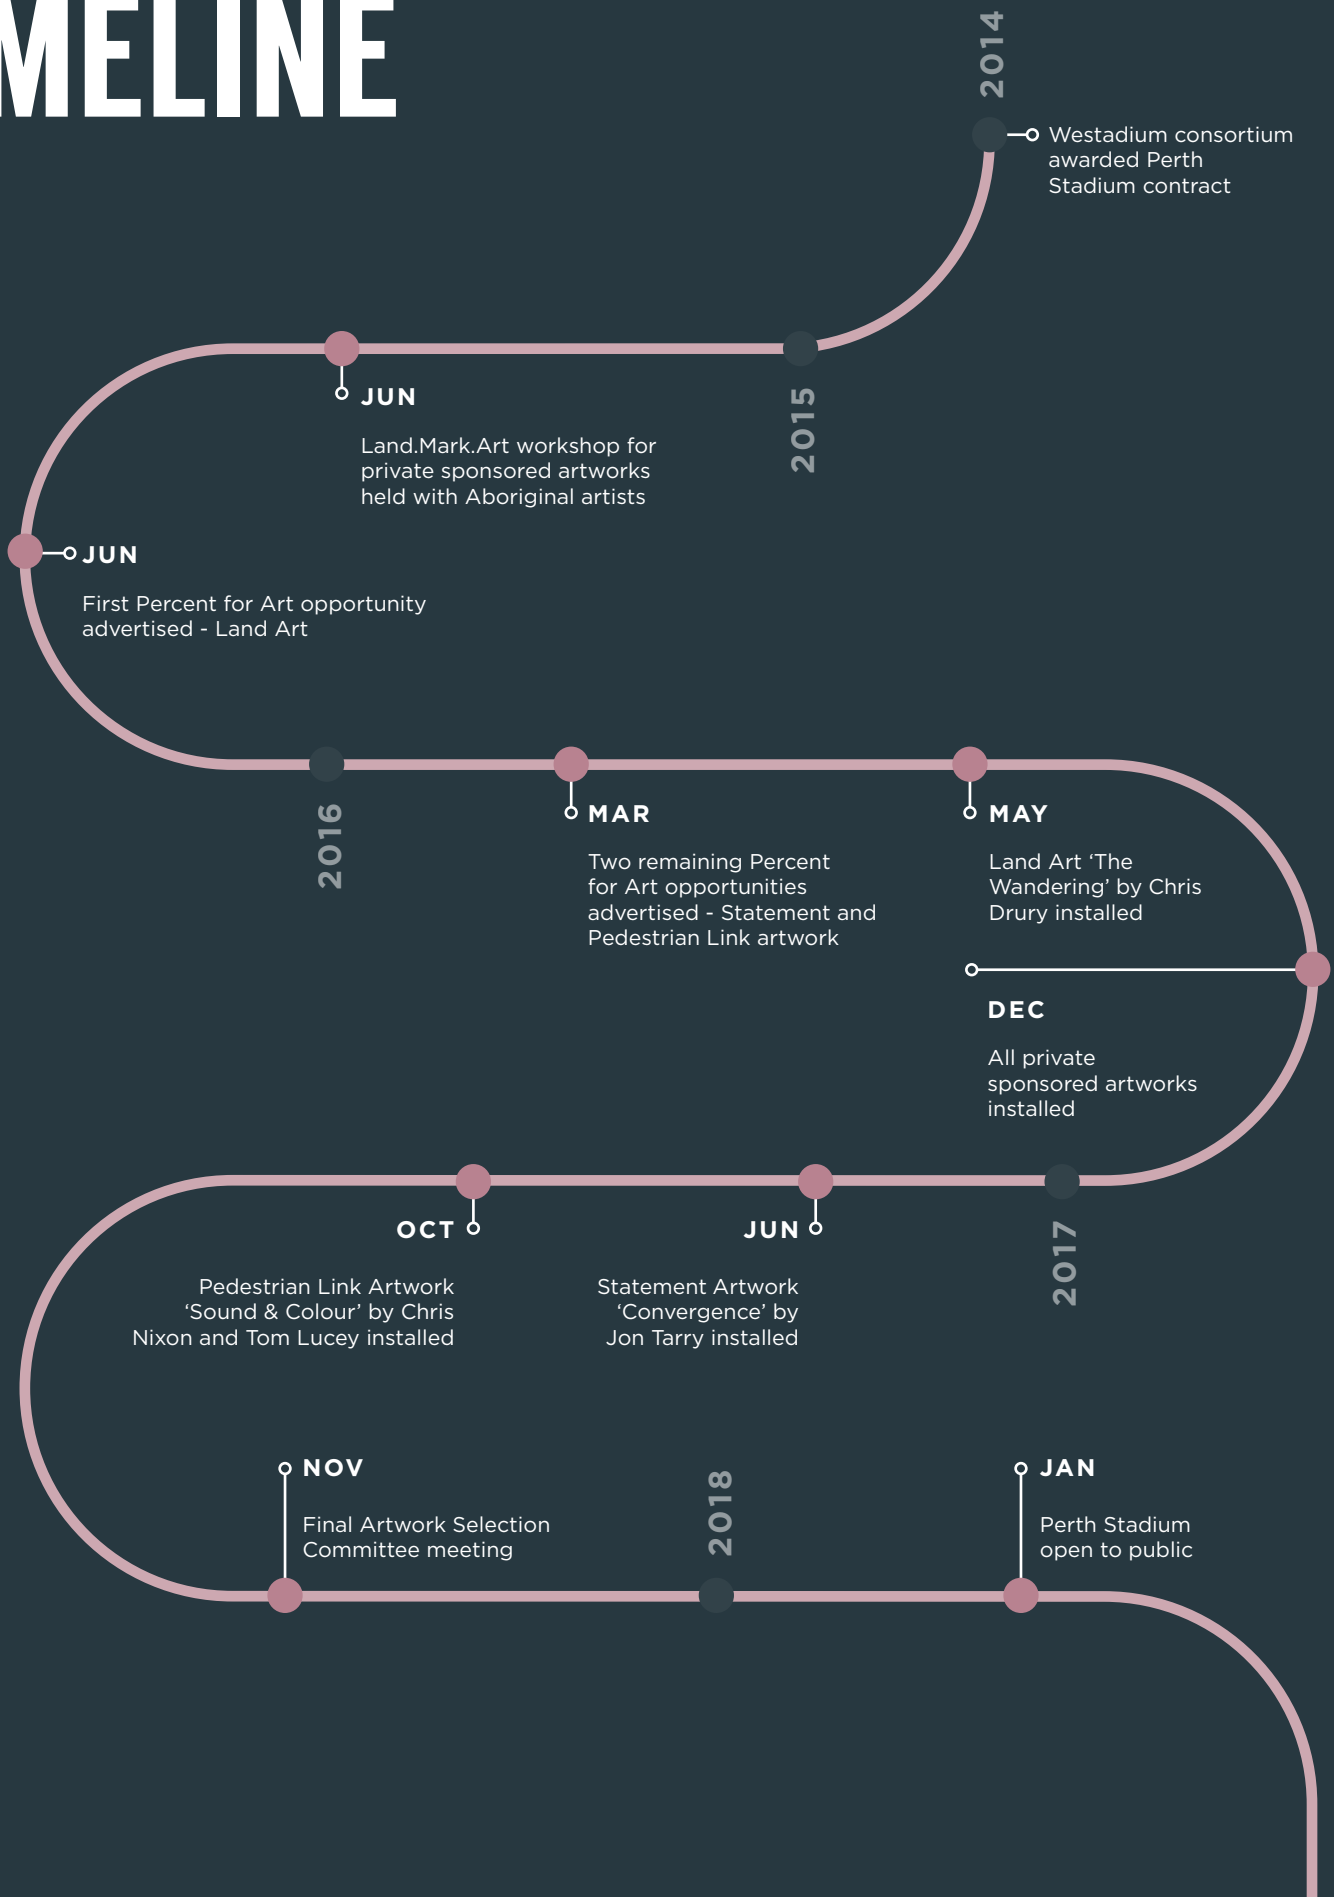 MELINE
2014
Westadium consortium
awarded Perth
Stadium contract
2015
JUN
Land.Mark.Art workshop for
private sponsored artworks
held with Aboriginal artists
JUN
First Percent for Art opportunity
advertised - Land Art
2016
MAR
Two remaining Percent
for Art opportunities
advertised - Statement and
Pedestrian Link artwork
MAY
Land Art ‘The
Wandering’ by Chris
Drury installed
DEC
All private
sponsored artworks
installed
2017
JUN
Statement Artwork
‘Convergence’ by
Jon Tarry installed
OCT
Pedestrian Link Artwork
‘Sound & Colour’ by Chris
Nixon and Tom Lucey installed
NOV
Final Artwork Selection
Committee meeting
2018
JAN
Perth Stadium
open to public